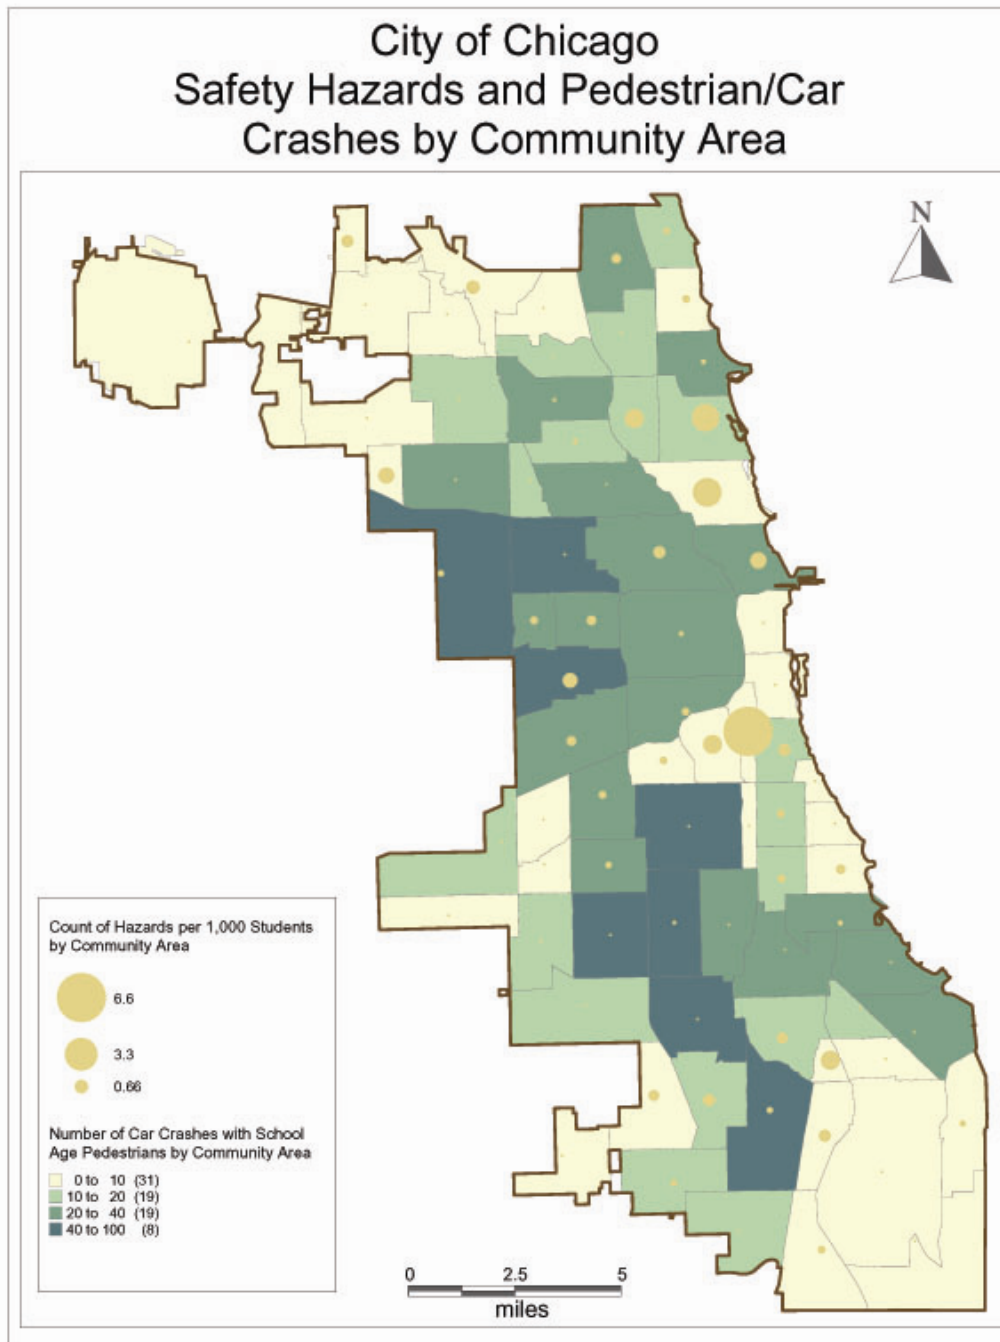 City of Chicago
Safety Hazards and Pedestrian/Car
Crashes by Community Area
N
Count of Hazards per 1,000 Students
by Community Area
6.6
3.3
0.66
Number of Car Crashes with School
Age Pedestrians by Community Area
0 to 10 (31)
10 to 20 (19)
20 to 40 (19)
40 to 100 (8)
0 2.5 5
miles